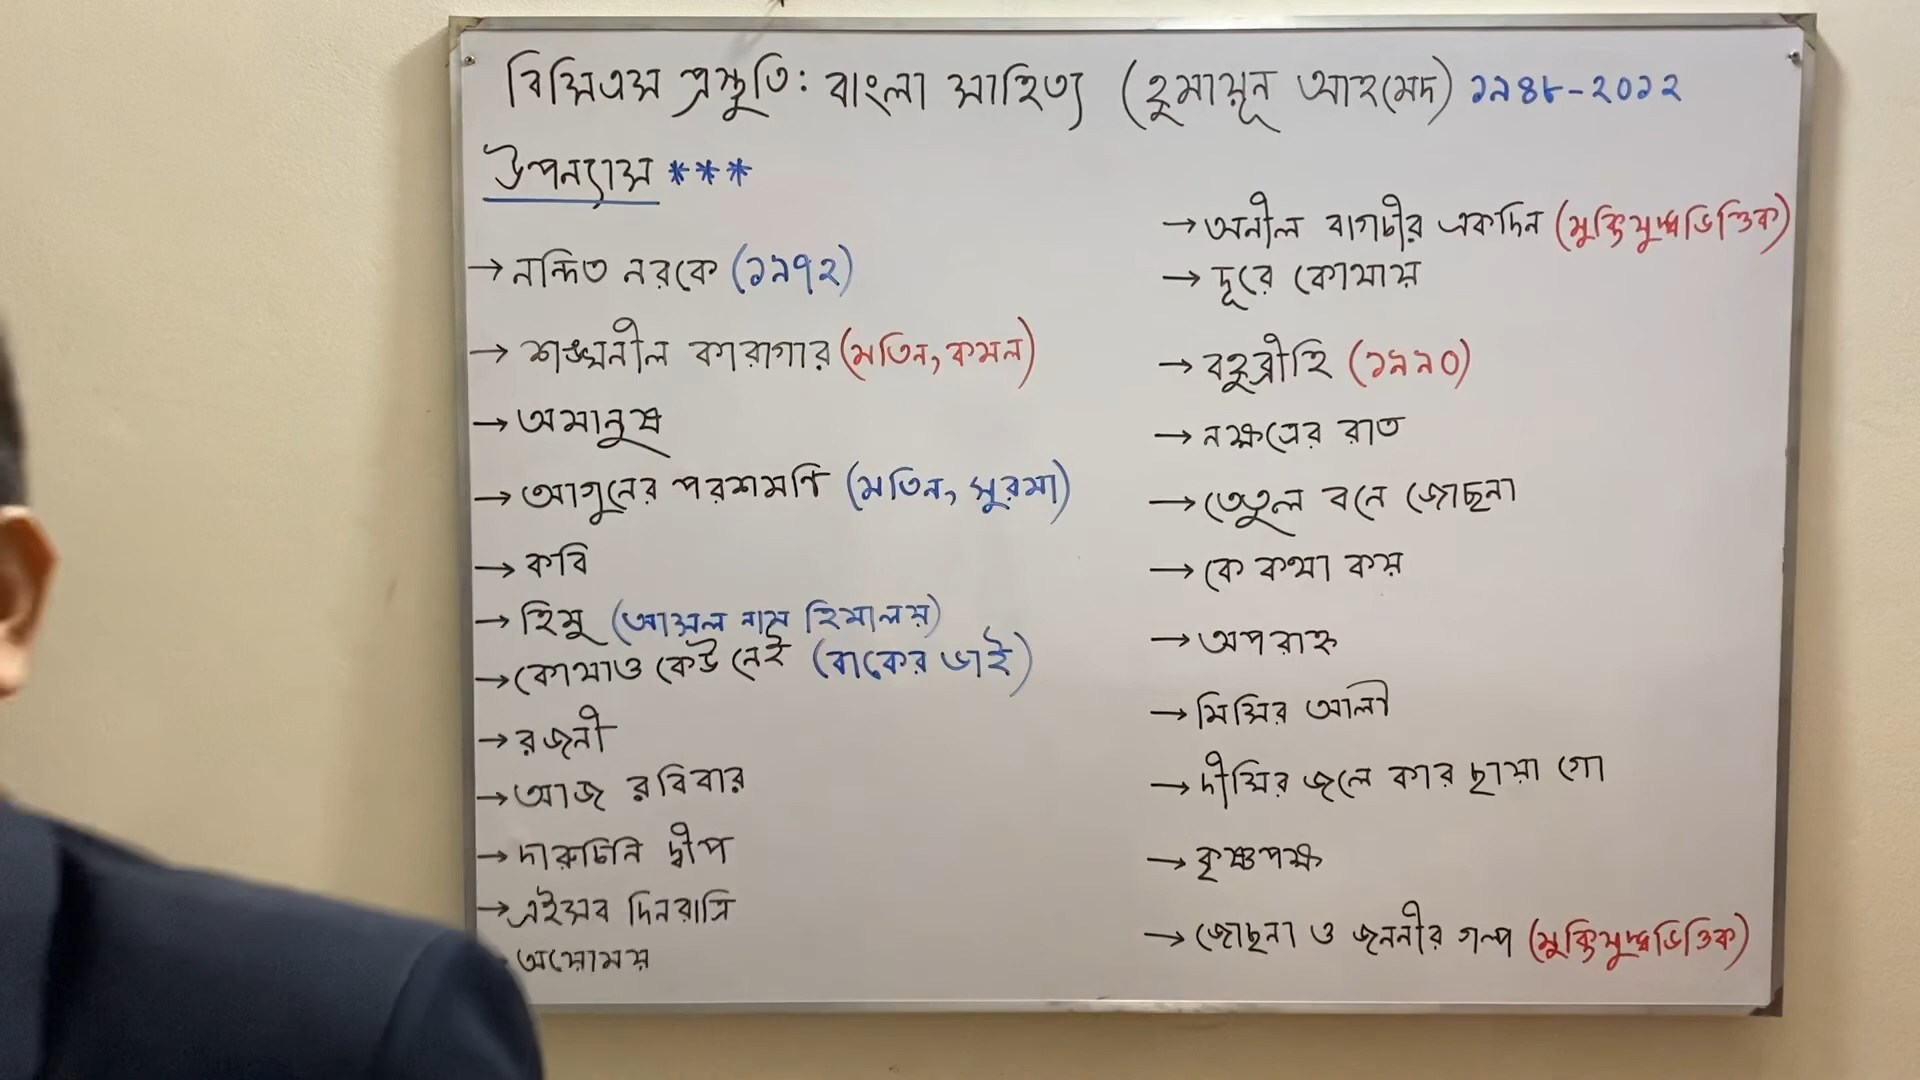 বিসিএস প্রস্তুতি: বাংলা সাহিত্য (হুমায়ূন আহমেদ) ১৯৪৮-২০১২
উপন্যাস ***
→ নন্দিত নরকে (১৯৭২)
→ শঙ্খনীল কারাগার (মতিন, কমল)
→ অমানুষ
→ আগুনের পরশমণি (মতিন, সুরমা)
→ কবি
→ হিমু (আসল নাম হিমালয়)
→ কোথাও কেউ নেই (বাকের ভাই)
→ রজনী
→ আজ রবিবার
→ দারুচিনি দ্বীপ
→ এইসব দিনরাত্রি
অয়োময়
→ অনীল বাগচীর একদিন (মুক্তিযুদ্ধভিত্তিক)
→ দূরে কোথায়
→ বহুব্রীহি (১৯৯০)
→ নক্ষত্রের রাত
→ তেতুল বনে জোছনা
→ কে কথা কয়
→ অপরাহ্ন
→ মিসির আলী
→ দীঘির জলে কার ছায়া গো
→ কৃষ্ণপক্ষ
→ জোছনা ও জননীর গল্প (মুক্তিযুদ্ধভিত্তিক)